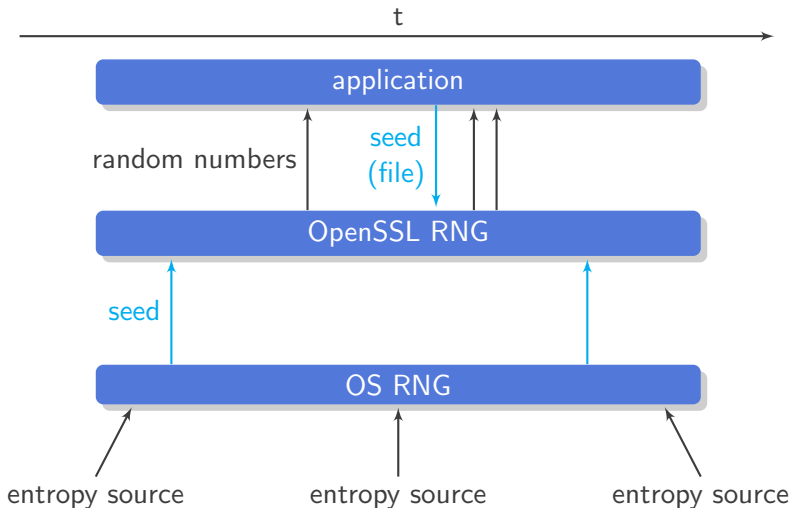 t
application
random numbers
seed
(file)
OpenSSL RNG
seed
OS RNG
entropy source
entropy source
entropy source